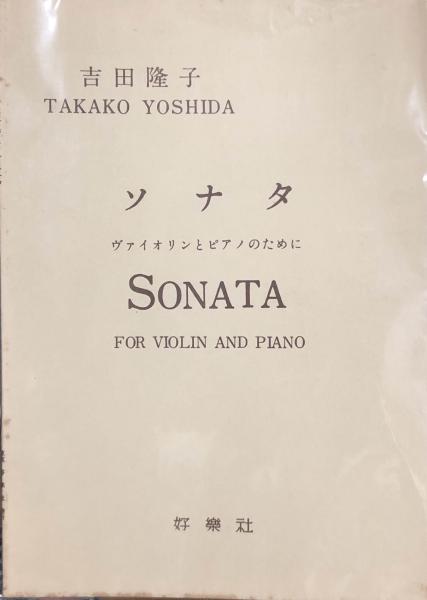 吉田隆子
TAKAKO YOSHIDA
ソナタ
ヴァイオリンとピアノのために
SONATA
FOR VIOLIN AND PIANO
好樂社